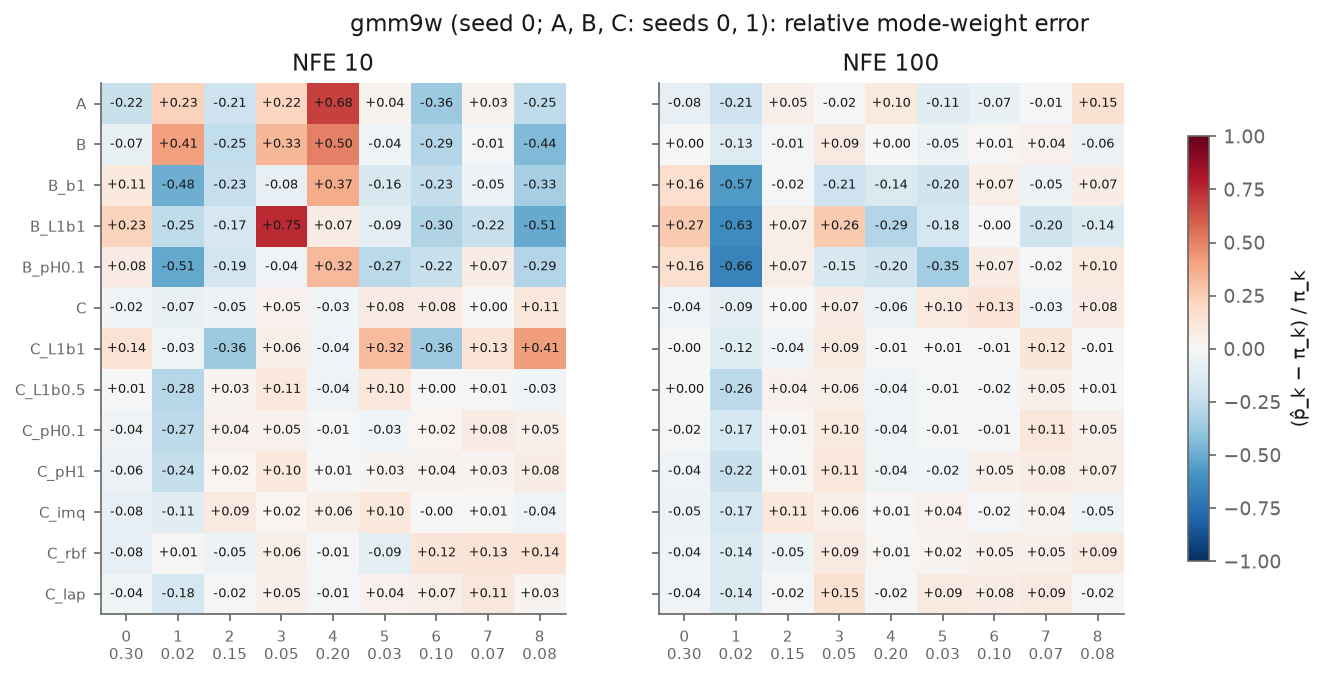 gmm9w (seed 0; A, B, C: seeds 0, 1): relative mode-weight error
NFE 10
A -0.22 +0.23 -0.21 +0.22 +0.68 +0.04 -0.36 +0.03 -0.25
B -0.07 +0.41 -0.25 +0.33 +0.50 -0.04 -0.29 -0.01 -0.44
B_b1 +0.11 -0.48 -0.23 -0.08 +0.37 -0.16 -0.23 -0.05 -0.33
B_L1b1 +0.23 -0.25 -0.17 +0.75 +0.07 -0.09 -0.30 -0.22 -0.51
B_pH0.1 +0.08 -0.51 -0.19 -0.04 +0.32 -0.27 -0.22 +0.07 -0.29
C -0.02 -0.07 -0.05 +0.05 -0.03 +0.08 +0.08 +0.00 +0.11
C_L1b1 +0.14 -0.03 -0.36 +0.06 -0.04 +0.32 -0.36 +0.13 +0.41
C_L1b0.5 +0.01 -0.28 +0.03 +0.11 -0.04 +0.10 +0.00 +0.01 -0.03
C_pH0.1 -0.04 -0.27 +0.04 +0.05 -0.01 -0.03 +0.02 +0.08 +0.05
C_pH1 -0.06 -0.24 +0.02 +0.10 +0.01 +0.03 +0.04 +0.03 +0.08
C_imq -0.08 -0.11 +0.09 +0.02 +0.06 +0.10 -0.00 +0.01 -0.04
C_rbf -0.08 +0.01 -0.05 +0.06 -0.01 -0.09 +0.12 +0.13 +0.14
C_lap -0.04 -0.18 -0.02 +0.05 -0.01 +0.04 +0.07 +0.11 +0.03
0 1 2 3 4 5 6 7 8
0.30 0.02 0.15 0.05 0.20 0.03 0.10 0.07 0.08
NFE 100
-0.08 -0.21 +0.05 -0.02 +0.10 -0.11 -0.07 -0.01 +0.15
+0.00 -0.13 -0.01 +0.09 +0.00 -0.05 +0.01 +0.04 -0.06
+0.16 -0.57 -0.02 -0.21 -0.14 -0.20 +0.07 -0.05 +0.07
+0.27 -0.63 +0.07 +0.26 -0.29 -0.18 -0.00 -0.20 -0.14
+0.16 -0.66 +0.07 -0.15 -0.20 -0.35 +0.07 -0.02 +0.10
-0.04 -0.09 +0.00 +0.07 -0.06 +0.10 +0.13 -0.03 +0.08
-0.00 -0.12 -0.04 +0.09 -0.01 +0.01 -0.01 +0.12 -0.01
+0.00 -0.26 +0.04 +0.06 -0.04 -0.01 -0.02 +0.05 +0.01
-0.02 -0.17 +0.01 +0.10 -0.04 -0.01 -0.01 +0.11 +0.05
-0.04 -0.22 +0.01 +0.11 -0.04 -0.02 +0.05 +0.08 +0.07
-0.05 -0.17 +0.11 +0.06 +0.01 +0.04 -0.02 +0.02 -0.05
-0.04 -0.14 -0.05 +0.09 +0.01 +0.02 +0.05 +0.05 +0.09
-0.04 -0.14 -0.02 +0.15 -0.02 +0.09 +0.08 +0.09 -0.02
0 1 2 3 4 5 6 7 8
0.30 0.02 0.15 0.05 0.20 0.03 0.10 0.07 0.08
1.00
0.75
0.50
0.25
0.00
−0.25
−0.50
−0.75
−1.00
(p̂_k − π_k) / π_k